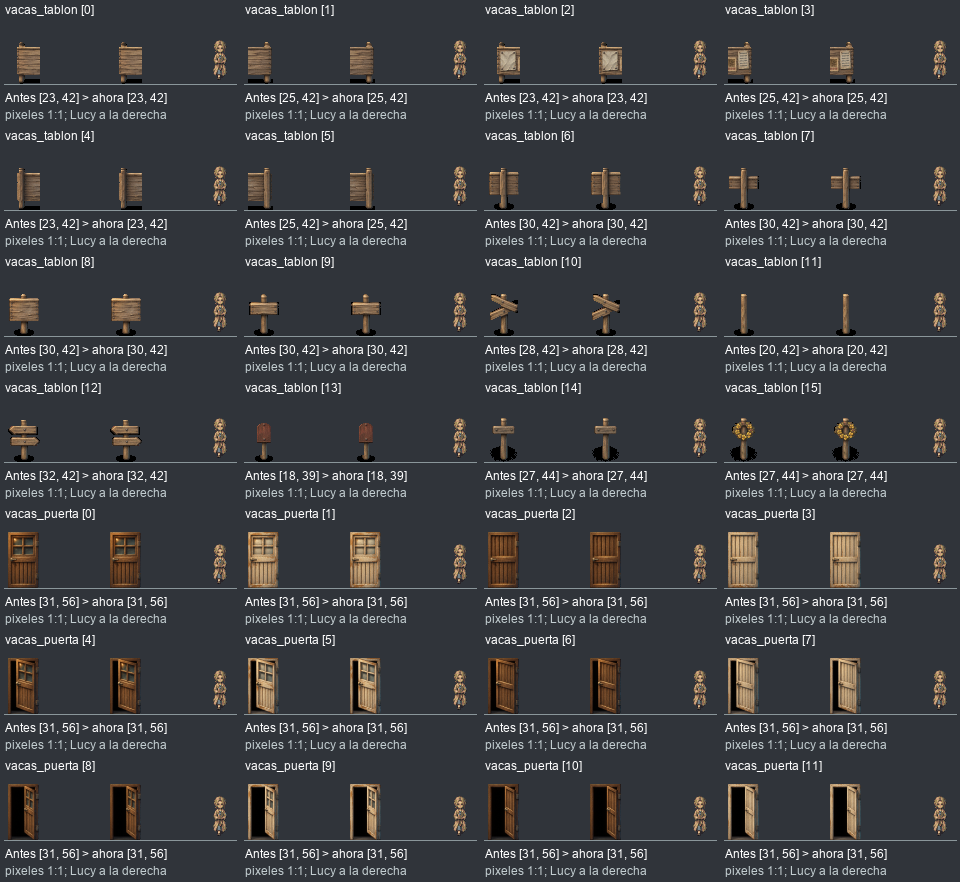 vacas_tablon [0] vacas_tablon [1] vacas_tablon [2] vacas_tablon [3]
Antes [23, 42] > ahora [23, 42] Antes [25, 42] > ahora [25, 42] Antes [23, 42] > ahora [23, 42] Antes [25, 42] > ahora [25, 42]
pixeles 1:1; Lucy a la derecha pixeles 1:1; Lucy a la derecha pixeles 1:1; Lucy a la derecha pixeles 1:1; Lucy a la derecha
vacas_tablon [4] vacas_tablon [5] vacas_tablon [6] vacas_tablon [7]
Antes [23, 42] > ahora [23, 42] Antes [25, 42] > ahora [25, 42] Antes [30, 42] > ahora [30, 42] Antes [30, 42] > ahora [30, 42]
pixeles 1:1; Lucy a la derecha pixeles 1:1; Lucy a la derecha pixeles 1:1; Lucy a la derecha pixeles 1:1; Lucy a la derecha
vacas_tablon [8] vacas_tablon [9] vacas_tablon [10] vacas_tablon [11]
Antes [30, 42] > ahora [30, 42] Antes [30, 42] > ahora [30, 42] Antes [28, 42] > ahora [28, 42] Antes [20, 42] > ahora [20, 42]
pixeles 1:1; Lucy a la derecha pixeles 1:1; Lucy a la derecha pixeles 1:1; Lucy a la derecha pixeles 1:1; Lucy a la derecha
vacas_tablon [12] vacas_tablon [13] vacas_tablon [14] vacas_tablon [15]
Antes [32, 42] > ahora [32, 42] Antes [18, 39] > ahora [18, 39] Antes [27, 44] > ahora [27, 44] Antes [27, 44] > ahora [27, 44]
pixeles 1:1; Lucy a la derecha pixeles 1:1; Lucy a la derecha pixeles 1:1; Lucy a la derecha pixeles 1:1; Lucy a la derecha
vacas_puerta [0] vacas_puerta [1] vacas_puerta [2] vacas_puerta [3]
Antes [31, 56] > ahora [31, 56] Antes [31, 56] > ahora [31, 56] Antes [31, 56] > ahora [31, 56] Antes [31, 56] > ahora [31, 56]
pixeles 1:1; Lucy a la derecha pixeles 1:1; Lucy a la derecha pixeles 1:1; Lucy a la derecha pixeles 1:1; Lucy a la derecha
vacas_puerta [4] vacas_puerta [5] vacas_puerta [6] vacas_puerta [7]
Antes [31, 56] > ahora [31, 56] Antes [31, 56] > ahora [31, 56] Antes [31, 56] > ahora [31, 56] Antes [31, 56] > ahora [31, 56]
pixeles 1:1; Lucy a la derecha pixeles 1:1; Lucy a la derecha pixeles 1:1; Lucy a la derecha pixeles 1:1; Lucy a la derecha
vacas_puerta [8] vacas_puerta [9] vacas_puerta [10] vacas_puerta [11]
Antes [31, 56] > ahora [31, 56] Antes [31, 56] > ahora [31, 56] Antes [31, 56] > ahora [31, 56] Antes [31, 56] > ahora [31, 56]
pixeles 1:1; Lucy a la derecha pixeles 1:1; Lucy a la derecha pixeles 1:1; Lucy a la derecha pixeles 1:1; Lucy a la derecha